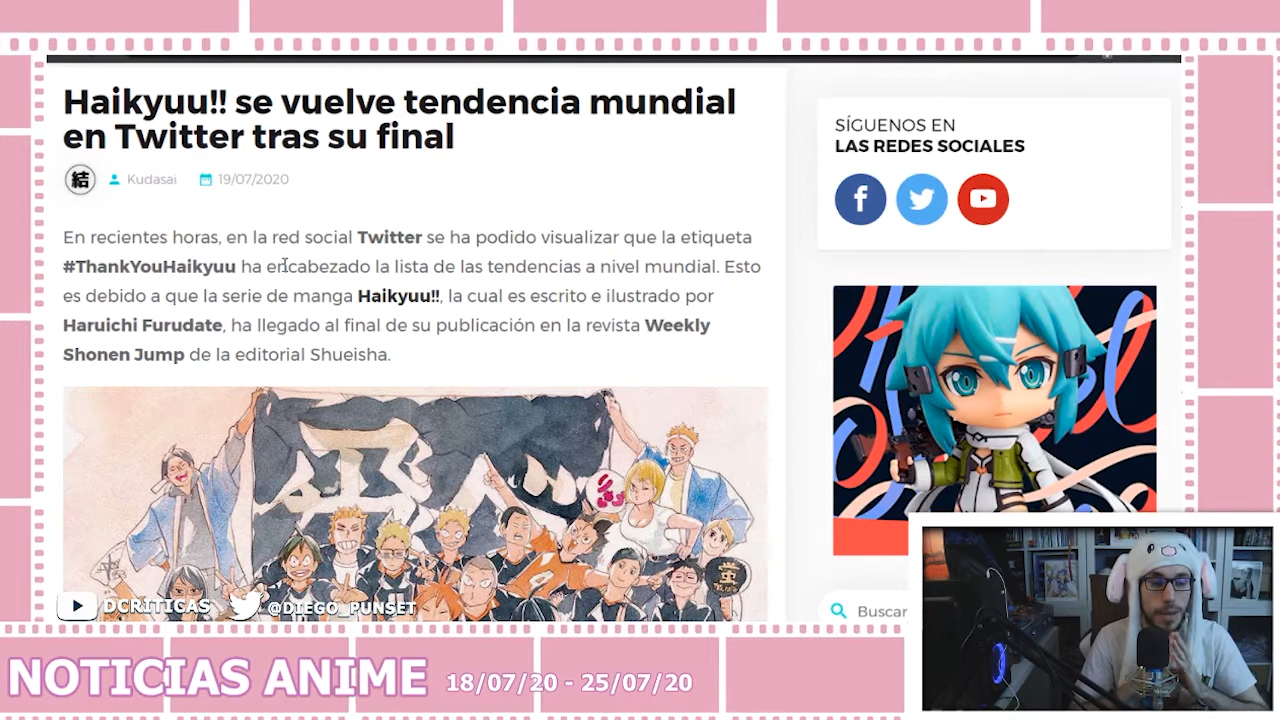 Haikyuu!! se vuelve tendencia mundial
en Twitter tras su final
結
Kudasai
19/07/2020
En recientes horas, en la red social Twitter se ha podido visualizar que la etiqueta
#ThankYouHaikyuu ha encabezado la lista de las tendencias a nivel mundial. Esto
es debido a que la serie de manga Haikyuu!!, la cual es escrito e ilustrado por
Haruichi Furudate, ha llegado al final de su publicación en la revista Weekly
Shonen Jump de la editorial Shueisha.
SÍGUENOS EN
LAS REDES SOCIALES
Buscar
DCRITICAS
@DIEGO_PUNSET
NOTICIAS ANIME
18/07/20 - 25/07/20